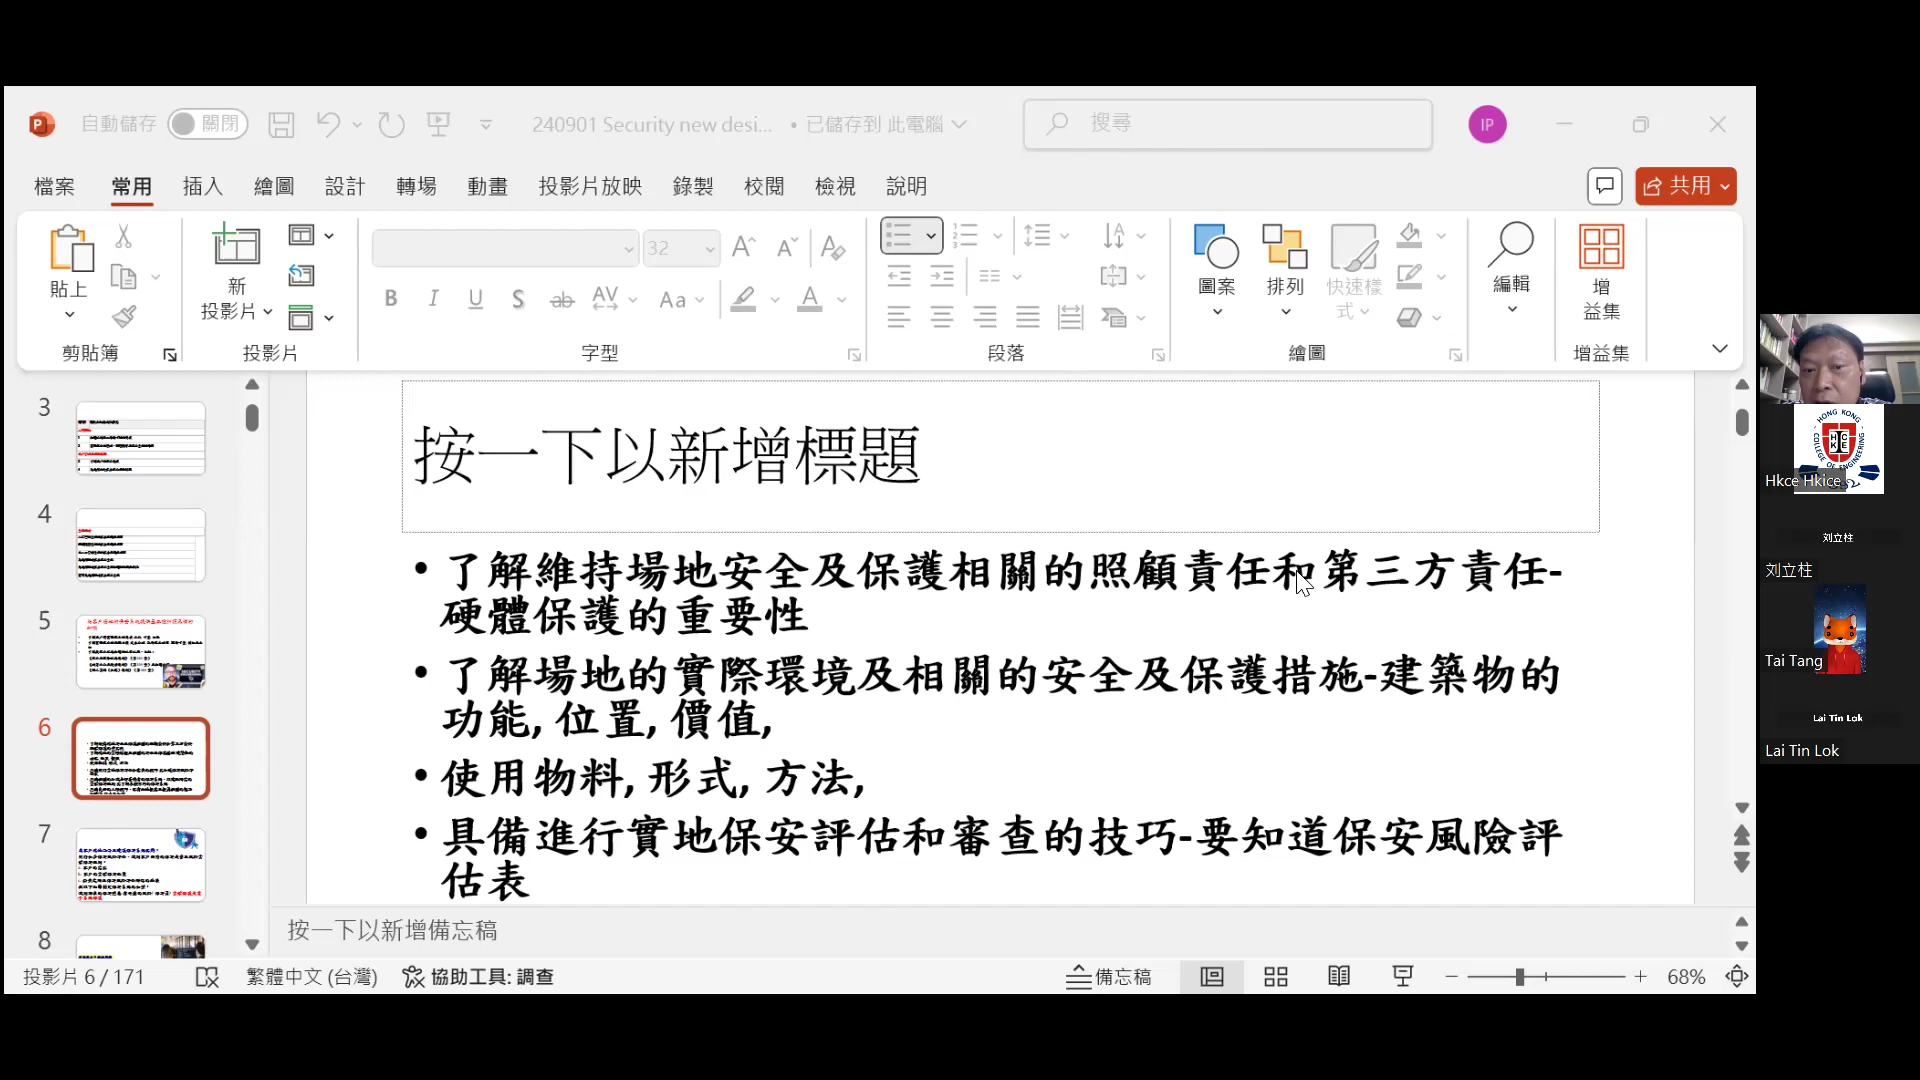 自動儲存 關閉 240901 Security new desi... • 已儲存到 此電腦 搜尋 IP
檔案 常用 插入 繪圖 設計 轉場 動畫 投影片放映 錄製 校閱 檢視 說明 共用
貼上 新 投影片 32 圖案 排列 快速樣式 編輯 增益集
剪貼簿 投影片 字型 段落 繪圖 增益集
3
4
5
6
7
8
按一下以新增標題
• 了解維持場地安全及保護相關的照顧責任和第三方責任-
硬體保護的重要性
• 了解場地的實際環境及相關的安全及保護措施-建築物的
功能, 位置, 價值,
• 使用物料, 形式, 方法,
• 具備進行實地保安評估和審查的技巧-要知道保安風險評
估表
按一下以新增備忘稿
投影片 6 / 171 繁體中文 (台灣) 協助工具: 調查 備忘稿 68%
HONG KONG
COLLEGE OF ENGINEERING
Hkce Hkice
刘立柱
刘立柱
Tai Tang
Lai Tin Lok
Lai Tin Lok